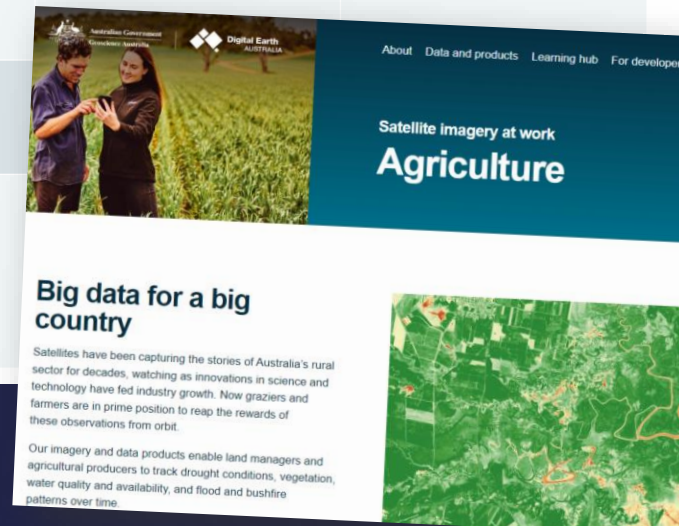 Australian Government
Geoscience Australia
Digital Earth
AUSTRALIA
About Data and products Learning hub For developer
Satellite imagery at work
Agriculture
Big data for a big
country
Satellites have been capturing the stories of Australia's rural
sector for decades, watching as innovations in science and
technology have fed industry growth. Now graziers and
farmers are in prime position to reap the rewards of
these observations from orbit.
Our imagery and data products enable land managers and
agricultural producers to track drought conditions, vegetation,
water quality and availability, and flood and bushfire
patterns over time.